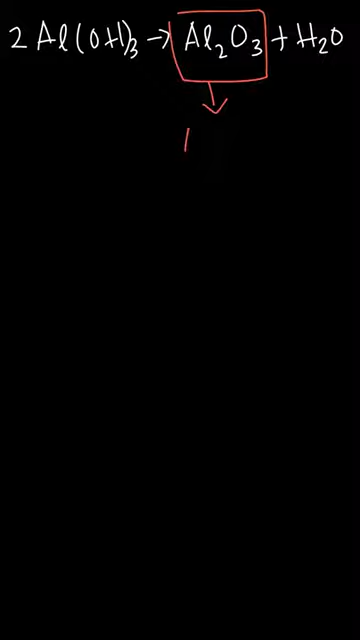 2 Al(OH)₃ → Al₂O₃ + H₂O